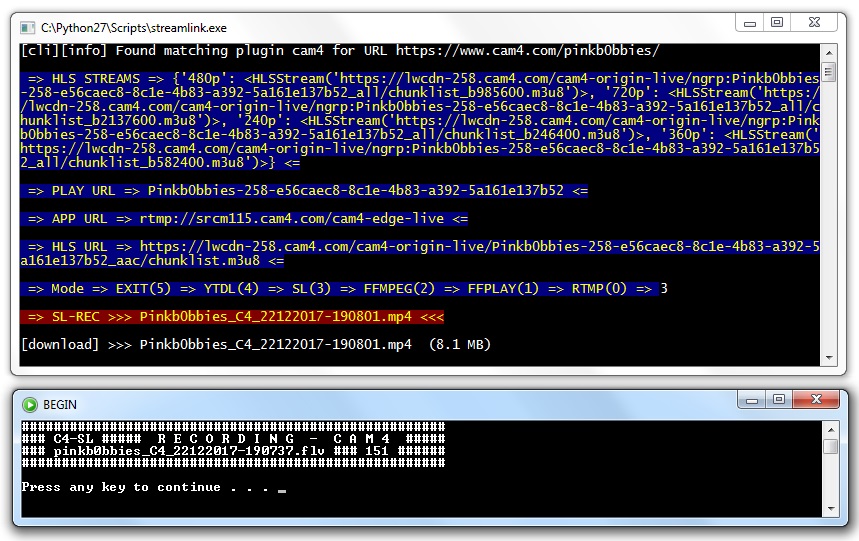 C:\Python27\Scripts\streamlink.exe
[cli][info] Found matching plugin cam4 for URL https://www.cam4.com/pinkb0bbies/
=> HLS STREAMS => {'480p': <HLSStream('https://lwcdn-258.cam4.com/cam4-origin-live/ngrp:Pinkb0bbies
-258-e56caec8-8c1e-4b83-a392-5a161e137b52_all/chunklist_b985600.m3u8')>, '720p': <HLSStream('https:/
/lwcdn-258.cam4.com/cam4-origin-live/ngrp:Pinkb0bbies-258-e56caec8-8c1e-4b83-a392-5a161e137b52_all/c
hunklist_b2137600.m3u8')>, '240p': <HLSStream('https://lwcdn-258.cam4.com/cam4-origin-live/ngrp:Pink
b0bbies-258-e56caec8-8c1e-4b83-a392-5a161e137b52_all/chunklist_b246400.m3u8')>, '360p': <HLSStream('
https://lwcdn-258.cam4.com/cam4-origin-live/ngrp:Pinkb0bbies-258-e56caec8-8c1e-4b83-a392-5a161e137b5
2_all/chunklist_b582400.m3u8')>} <=
=> PLAY URL => Pinkb0bbies-258-e56caec8-8c1e-4b83-a392-5a161e137b52 <=
=> APP URL => rtmp://srcm115.cam4.com/cam4-edge-live <=
=> HLS URL => https://lwcdn-258.cam4.com/cam4-origin-live/Pinkb0bbies-258-e56caec8-8c1e-4b83-a392-5
a161e137b52_aac/chunklist.m3u8 <=
=> Mode => EXIT(5) => YTDL(4) => SL(3) => FFMPEG(2) => FFPLAY(1) => RTMP(0) => 3
=> SL-REC >>> Pinkb0bbies_C4_22122017-190801.mp4 <<<
[download] >>> Pinkb0bbies_C4_22122017-190801.mp4  (8.1 MB)
BEGIN
###############################################
### C4-SL #####  R E C O R D I N G  -  C A M 4  #####
### pinkb0bbies_C4_22122017-190737.flv ### 151 ######
###############################################
Press any key to continue . . . _